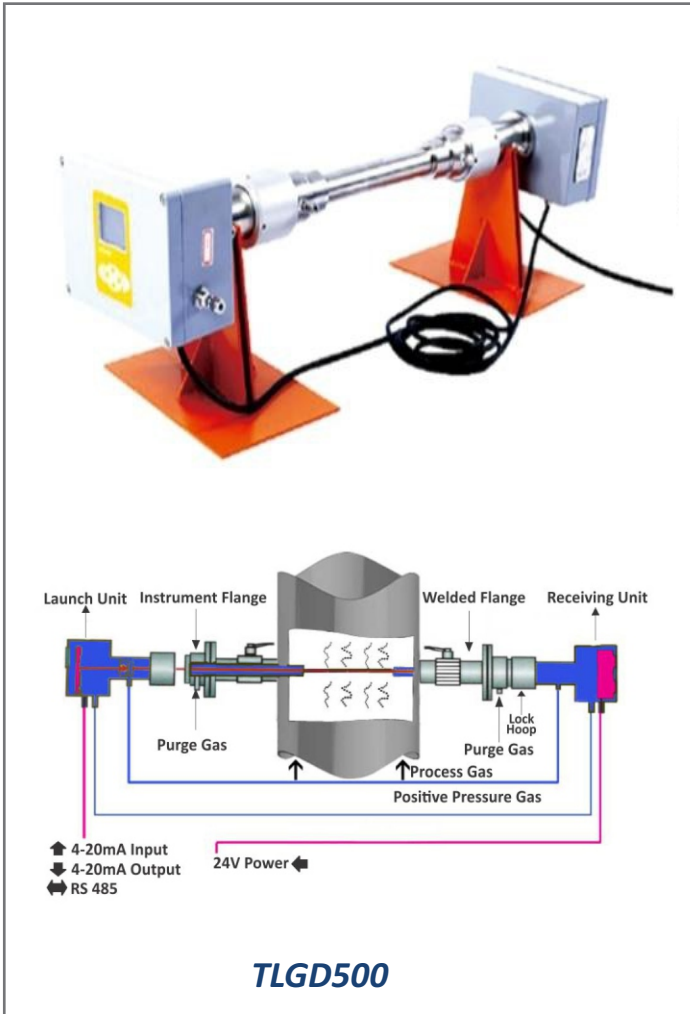 Launch Unit
Instrument Flange
Welded Flange
Receiving Unit
Purge Gas
Purge Gas
Lock
Hoop
Process Gas
Positive Pressure Gas
4-20mA Input
4-20mA Output
RS 485
24V Power
TLGD500